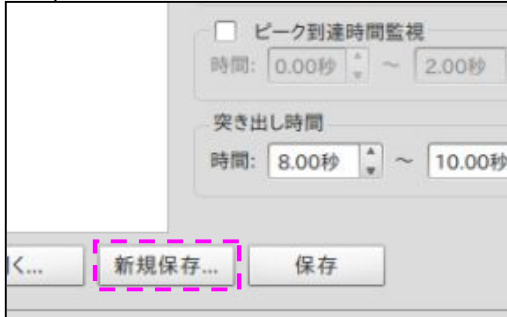 ピーク到達時間監視
時間: 0.00秒 ～ 2.00秒
突き出し時間
時間: 8.00秒 ～ 10.00秒
く... 新規保存... 保存